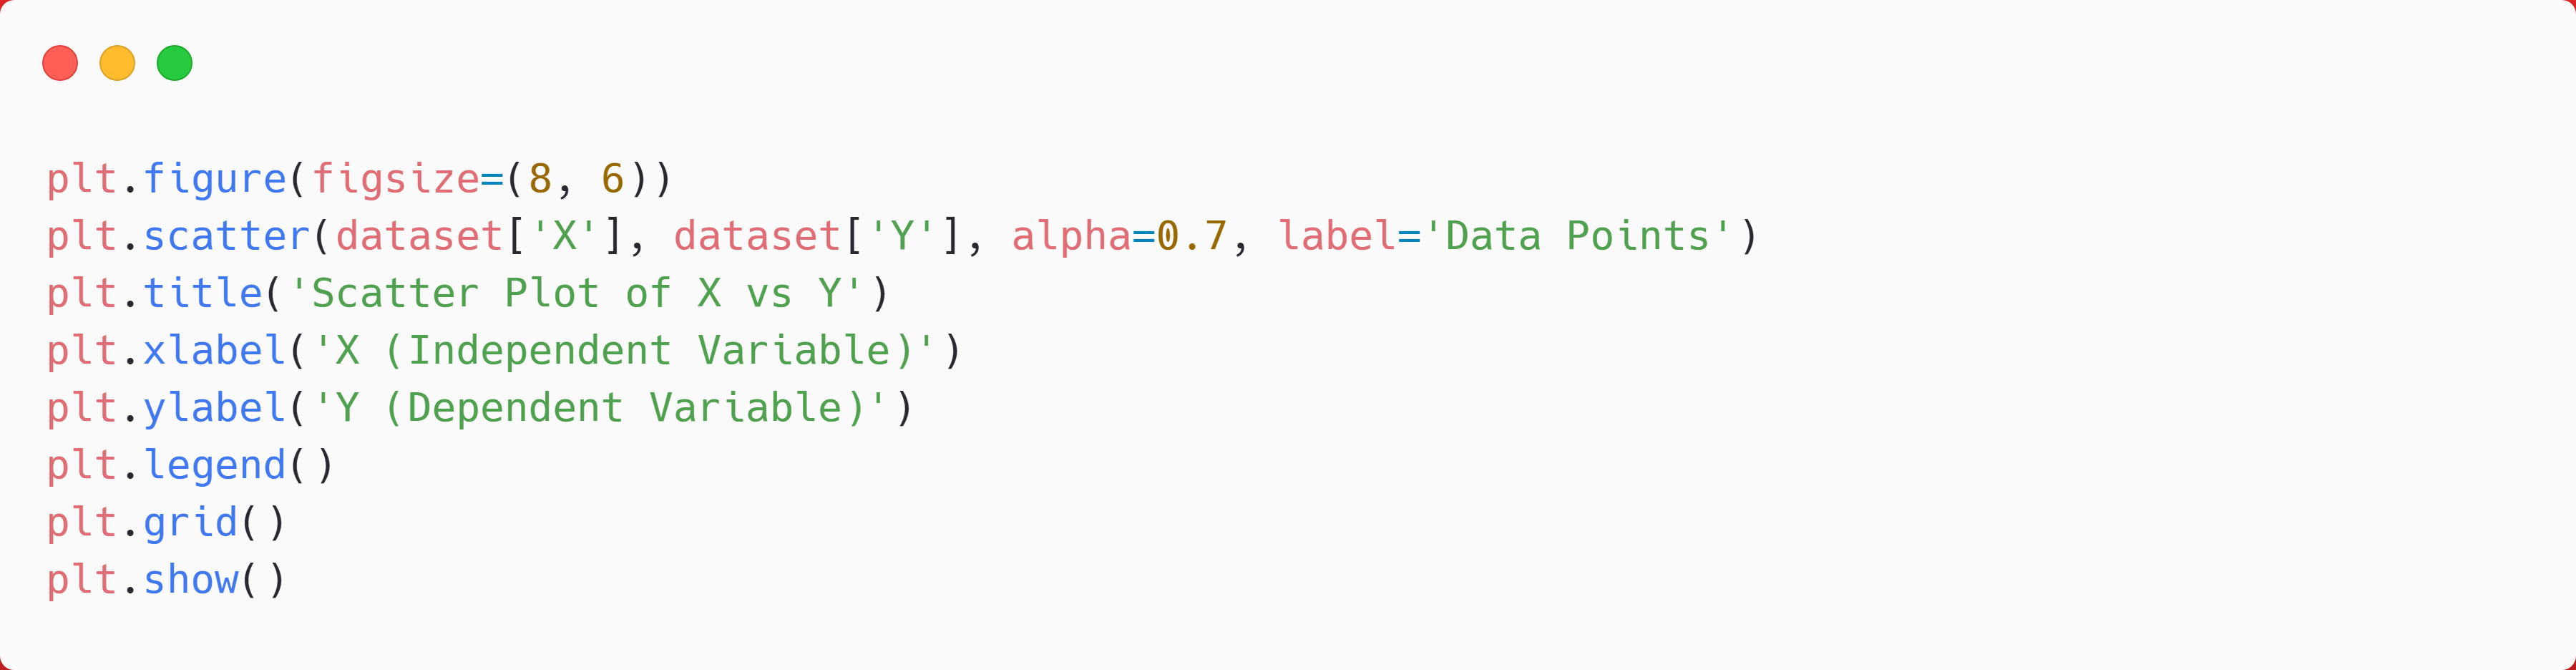 plt.figure(figsize=(8, 6))
plt.scatter(dataset['X'], dataset['Y'], alpha=0.7, label='Data Points')
plt.title('Scatter Plot of X vs Y')
plt.xlabel('X (Independent Variable)')
plt.ylabel('Y (Dependent Variable)')
plt.legend()
plt.grid()
plt.show()